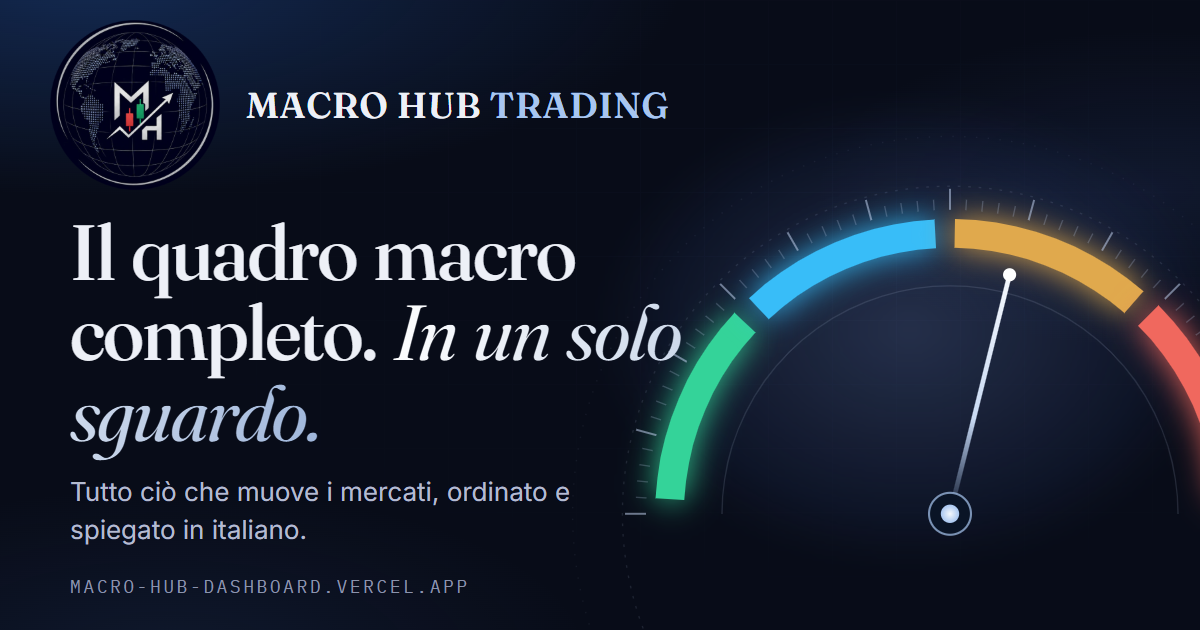 MACRO HUB TRADING
Il quadro macro
completo. In un solo
sguardo.
Tutto ciò che muove i mercati, ordinato e
spiegato in italiano.
MACRO-HUB-DASHBOARD.VERCEL.APP